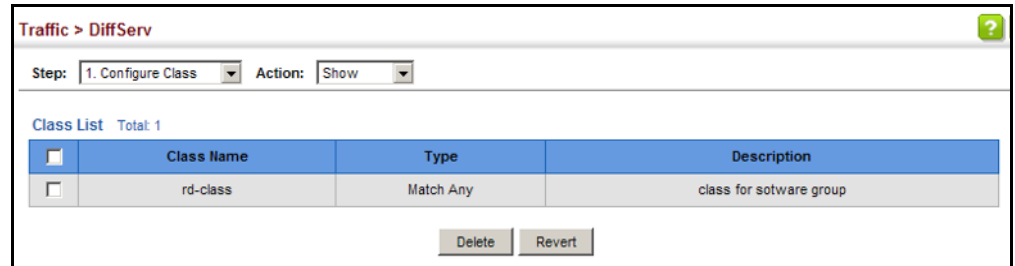 Traffic > DiffServ ?
Step: 1. Configure Class Action: Show
Class List Total: 1
Class Name Type Description
rd-class Match Any class for sotware group
Delete Revert